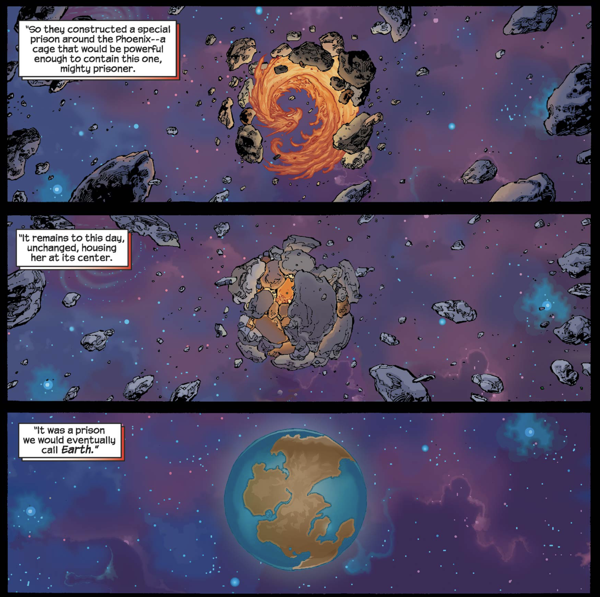 "So they constructed a special
prison around the Phoenix--a
cage that would be powerful
enough to contain this one,
mighty prisoner.
"It remains to this day,
unchanged, housing
her at its center.
"It was a prison
we would eventually
call Earth."